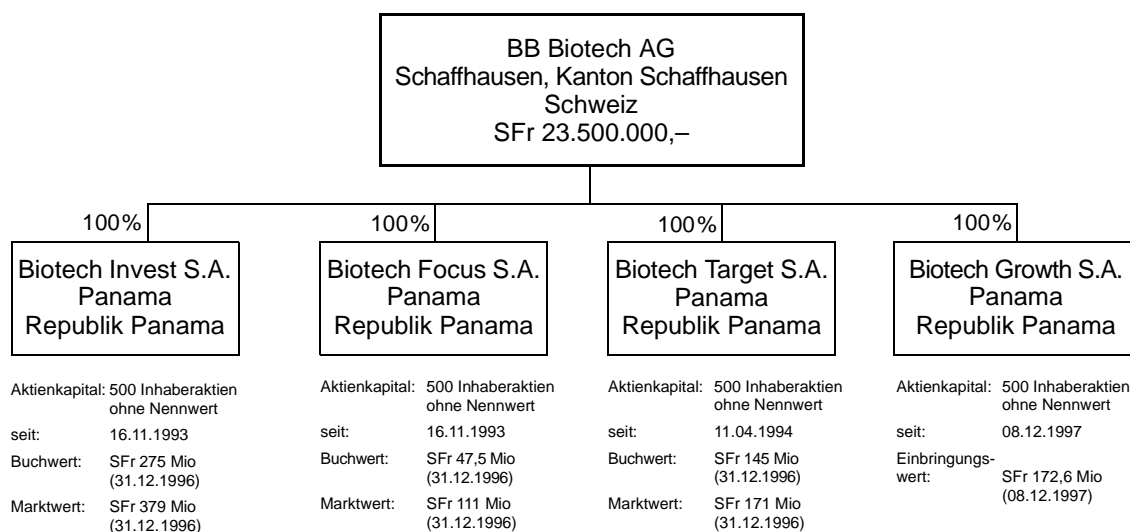 BB Biotech AG
Schaffhausen, Kanton Schaffhausen
Schweiz
SFr 23.500.000,–
100%
Biotech Invest S.A.
Panama
Republik Panama
Aktienkapital: 500 Inhaberaktien
ohne Nennwert
seit: 16.11.1993
Buchwert: SFr 275 Mio
(31.12.1996)
Marktwert: SFr 379 Mio
(31.12.1996)
100%
Biotech Focus S.A.
Panama
Republik Panama
Aktienkapital: 500 Inhaberaktien
ohne Nennwert
seit: 16.11.1993
Buchwert: SFr 47,5 Mio
(31.12.1996)
Marktwert: SFr 111 Mio
(31.12.1996)
100%
Biotech Target S.A.
Panama
Republik Panama
Aktienkapital: 500 Inhaberaktien
ohne Nennwert
seit: 11.04.1994
Buchwert: SFr 145 Mio
(31.12.1996)
Marktwert: SFr 171 Mio
(31.12.1996)
100%
Biotech Growth S.A.
Panama
Republik Panama
Aktienkapital: 500 Inhaberaktien
ohne Nennwert
seit: 08.12.1997
Einbringungs-
wert: SFr 172,6 Mio
(08.12.1997)